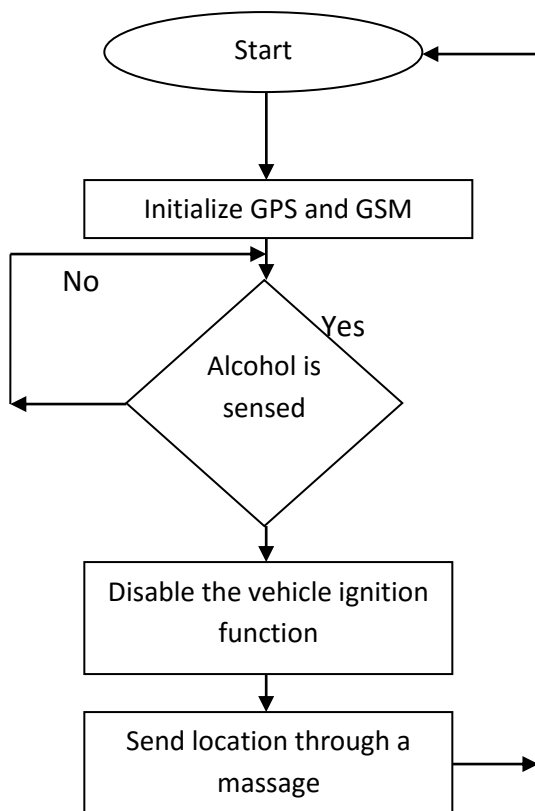 Start
Initialize GPS and GSM
No
Yes
Alcohol is
sensed
Disable the vehicle ignition
function
Send location through a
massage